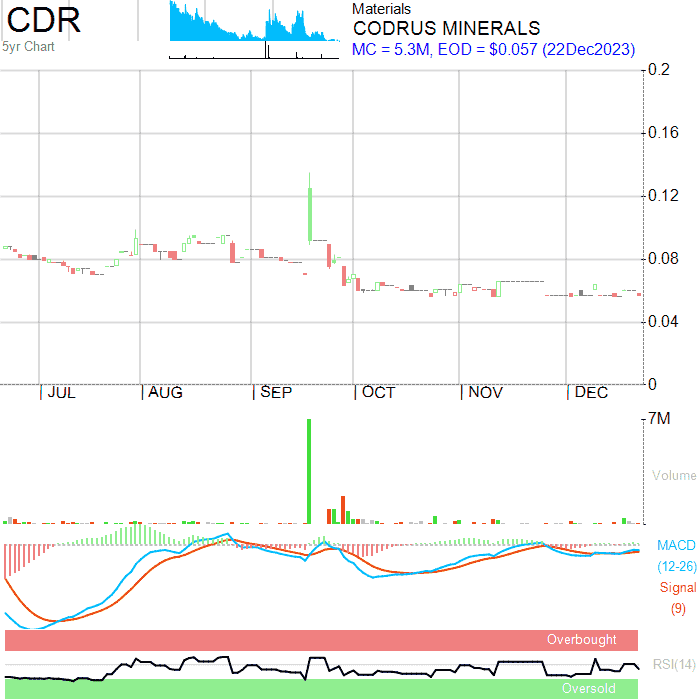 CDR
5yr Chart
Materials
CODRUS MINERALS
MC = 5.3M, EOD = $0.057 (22Dec2023)
0.2
0.16
0.12
0.08
0.04
0
JUL AUG SEP OCT NOV DEC
7M
Volume
MACD
(12-26)
Signal
(9)
Overbought
RSI(14)
Oversold